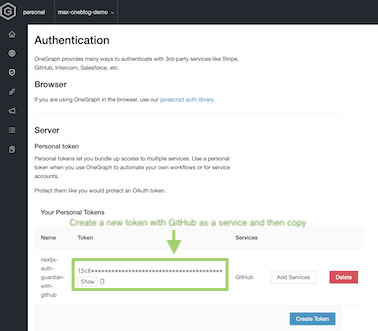 personal max-oneblog-demo
Authentication
OneGraph provides many ways to authenticate with 3rd-party services like Stripe,
GitHub, Intercom, Salesforce, etc.
Browser
If you are using OneGraph in the browser, use our javascript auth library.
Server
Personal token
Personal tokens let you bundle up access to multiple services. Use a personal
token when you use OneGraph to automate your own workflows or for service
accounts.
Protect them like you would protect an OAuth token.
Your Personal Tokens
Create a new token with GitHub as a service and then copy
Name Token Services
nextjs-
auth-
guardian-
with-
github
l5c6****************************************
Show
GitHub Add Services Delete
Create Token